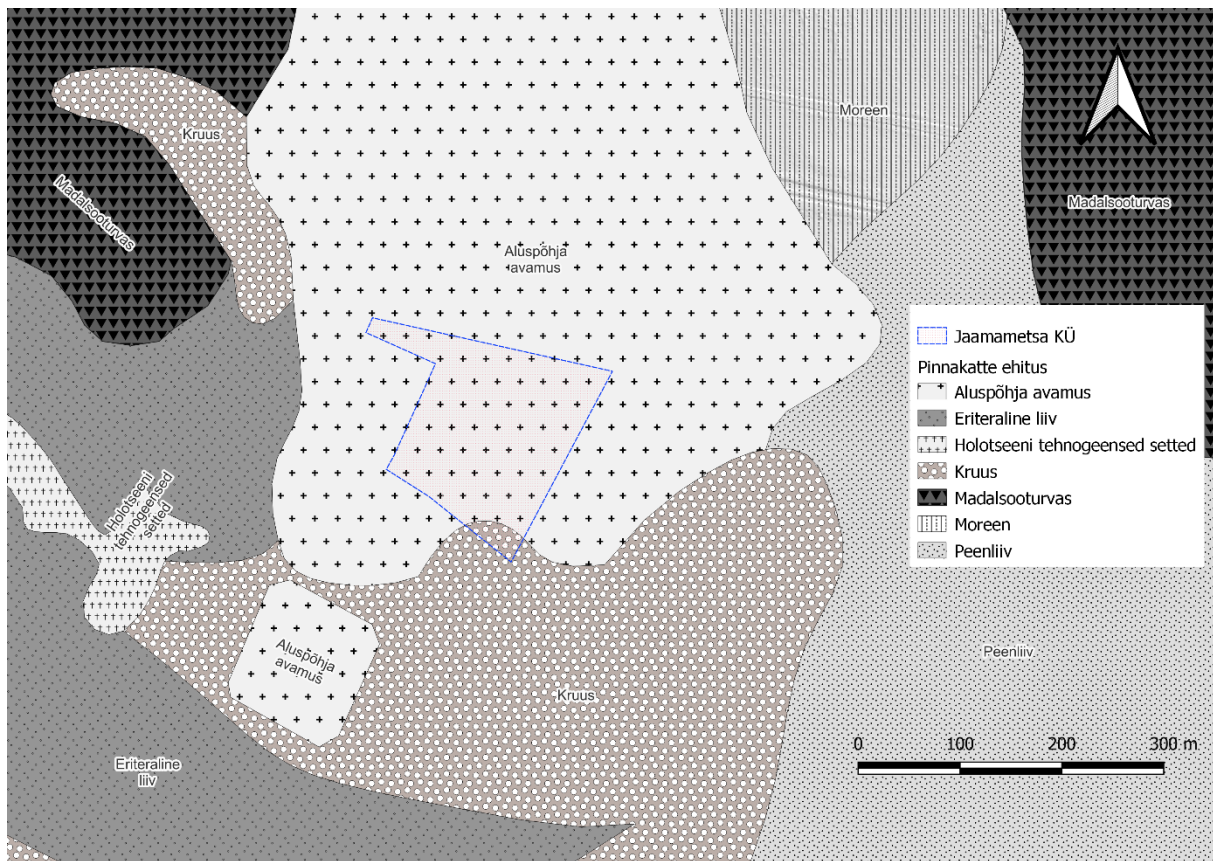 Moreen
Kruus
Madalsooturvas
Madalsooturvas
Aluspõhja
avamus
Jaamametsa KÜ
Pinnakatte ehitus
Aluspõhja avamus
Eriteraline liiv
Holotseeni tehnogeensed setted
Kruus
Madalsooturvas
Moreen
Peenliiv
Holotseeni
tehnogeensed
setted
Aluspõhja
avamus
Peenliiv
Kruus
Eriteraline
liiv
0 100 200 300 m